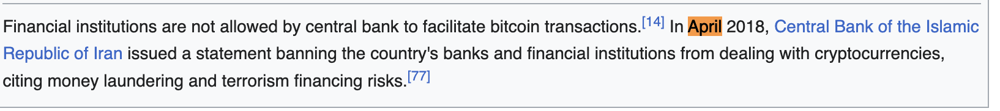 Financial institutions are not allowed by central bank to facilitate bitcoin transactions.[14] In April 2018, Central Bank of the Islamic
Republic of Iran issued a statement banning the country's banks and financial institutions from dealing with cryptocurrencies,
citing money laundering and terrorism financing risks.[77]